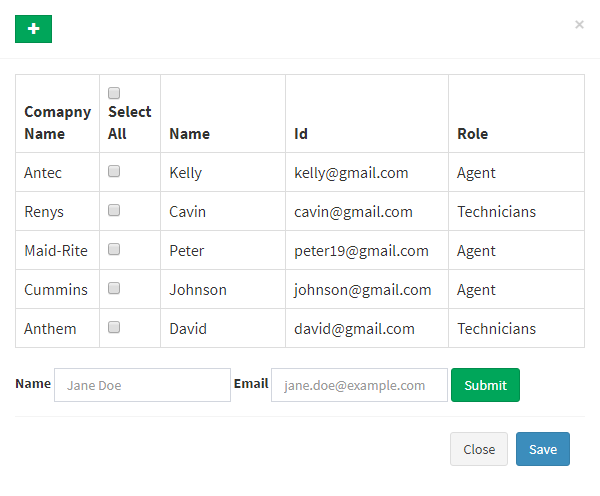 +
×
Comapny Name Select All Name Id Role
Antec Kelly kelly@gmail.com Agent
Renys Cavin cavin@gmail.com Technicians
Maid-Rite Peter peter19@gmail.com Agent
Cummins Johnson johnson@gmail.com Agent
Anthem David david@gmail.com Technicians
Name Jane Doe Email jane.doe@example.com Submit
Close Save